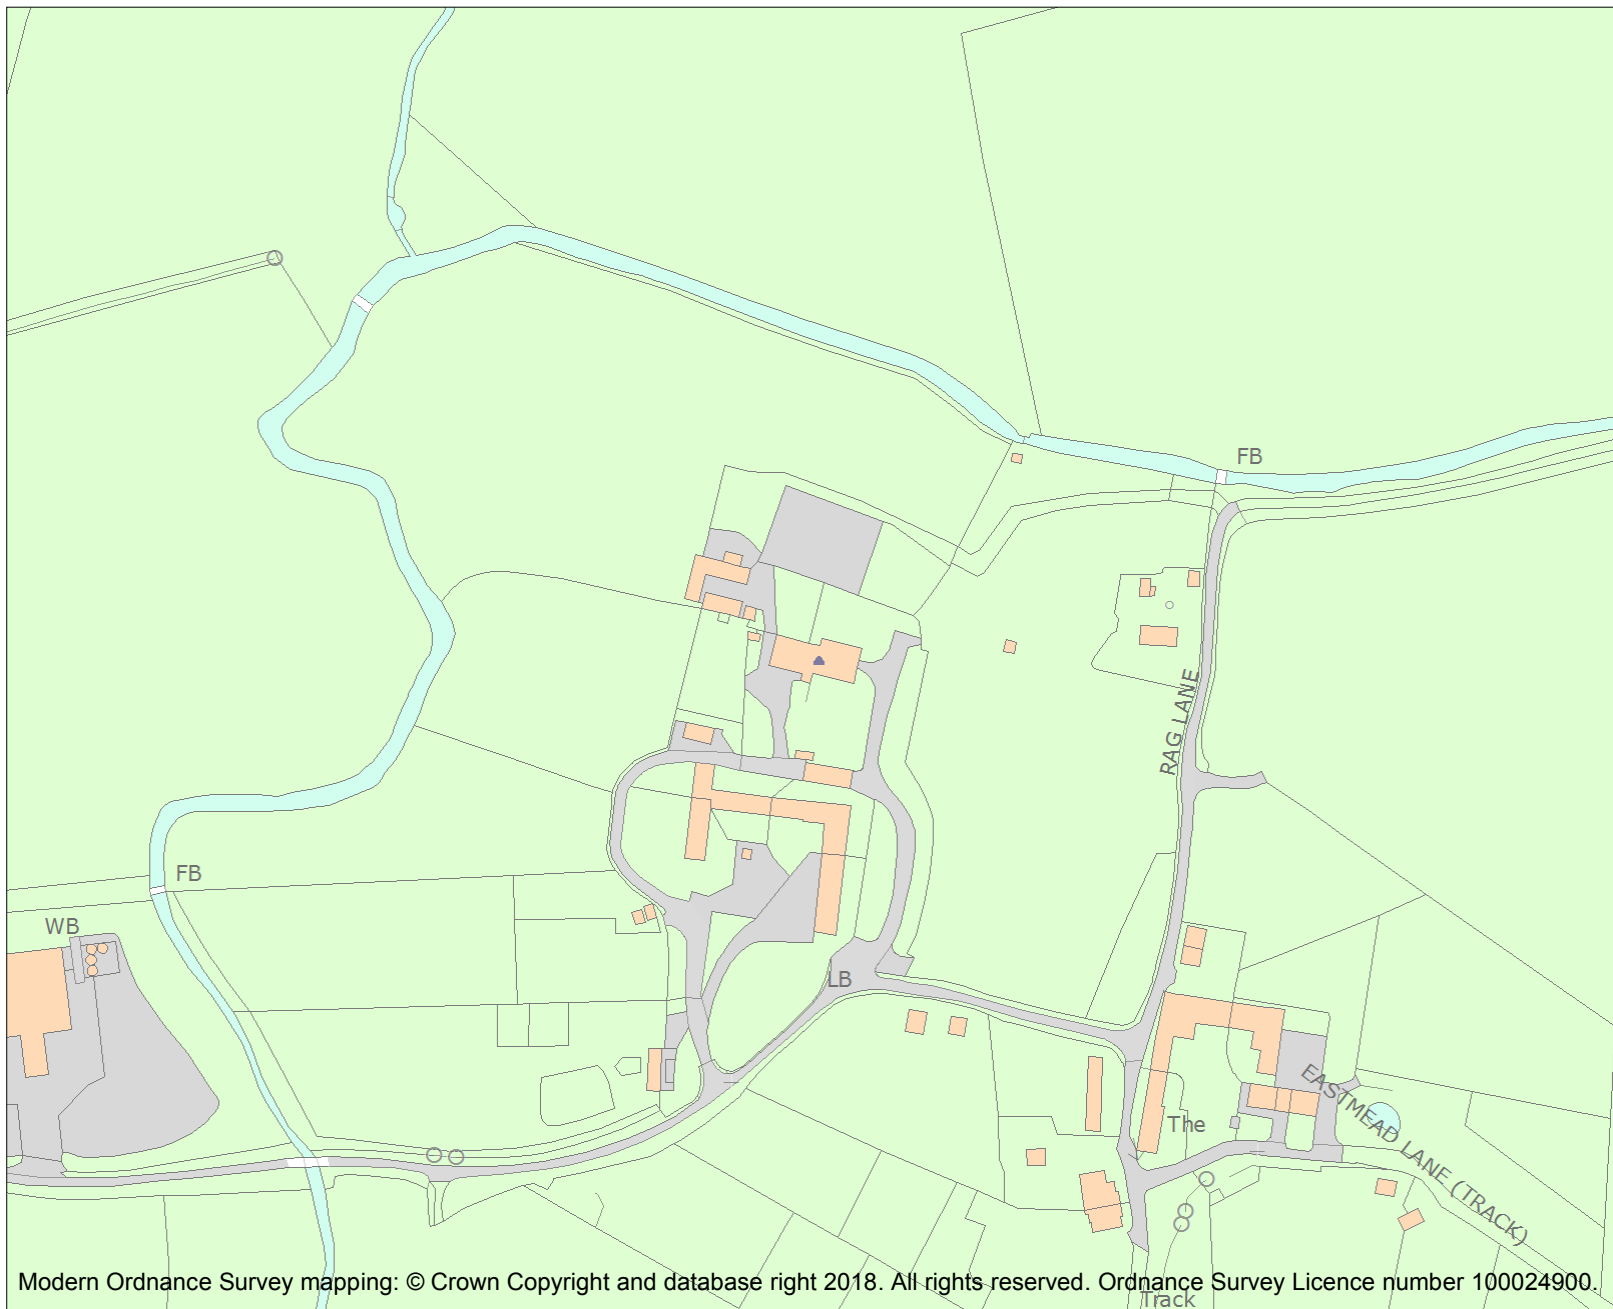 FB
RAG LANE
FB
WB
LB
EASTMEAD LANE (TRACK)
The
Modern Ordnance Survey mapping: © Crown Copyright and database right 2018. All rights reserved. Ordnance Survey Licence number 100024900.
Track